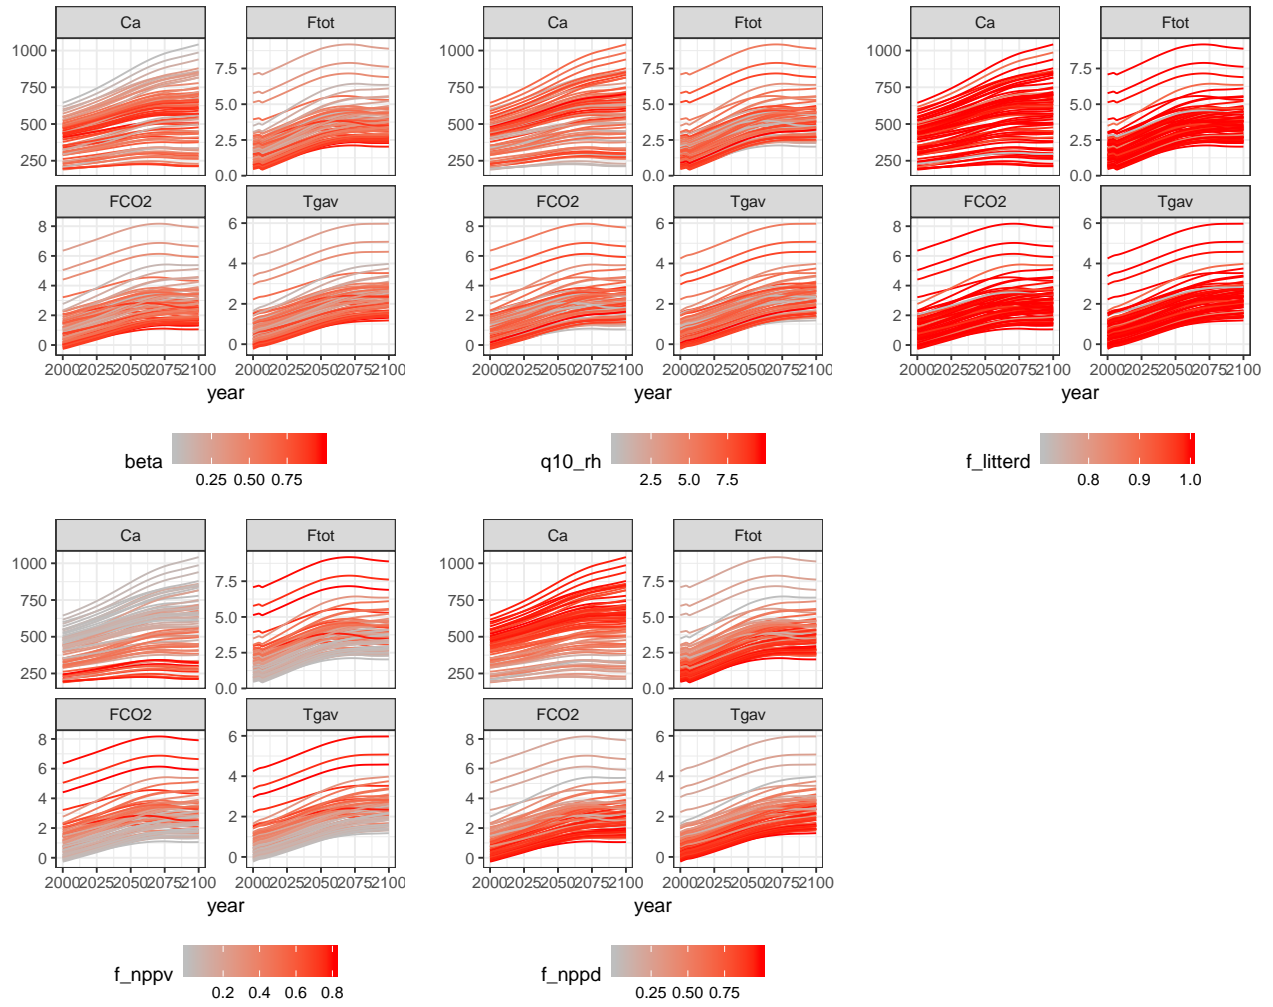 Ca Ftot Ca Ftot Ca Ftot
1000 1000 1000
750 7.5 750 7.5 750 7.5
500 5.0 500 5.0 500 5.0
250 2.5 250 2.5 250 2.5
0.0 0.0 0.0
FCO2 Tgav FCO2 Tgav FCO2 Tgav
8 6 8 6 8 6
6 4 6 4 6 4
4 2 4 2 4 2
2 0 2 0 2 0
0 0 0
2000 2025 2050 2075 2100 2000 2025 2050 2075 2100 2000 2025 2050 2075 2100 2000 2025 2050 2075 2100 2000 2025 2050 2075 2100 2000 2025 2050 2075 2100
year year year
beta q10_rh f_litterd
0.25 0.50 0.75 2.5 5.0 7.5 0.8 0.9 1.0
Ca Ftot Ca Ftot
1000 1000
750 7.5 750 7.5
500 5.0 500 5.0
250 2.5 250 2.5
0.0 0.0
FCO2 Tgav FCO2 Tgav
8 6 8 6
6 4 6 4
4 2 4 2
2 0 2 0
0 0
2000 2025 2050 2075 2100 2000 2025 2050 2075 2100 2000 2025 2050 2075 2100 2000 2025 2050 2075 2100
year year
f_nppv f_nppd
0.2 0.4 0.6 0.8 0.25 0.50 0.75